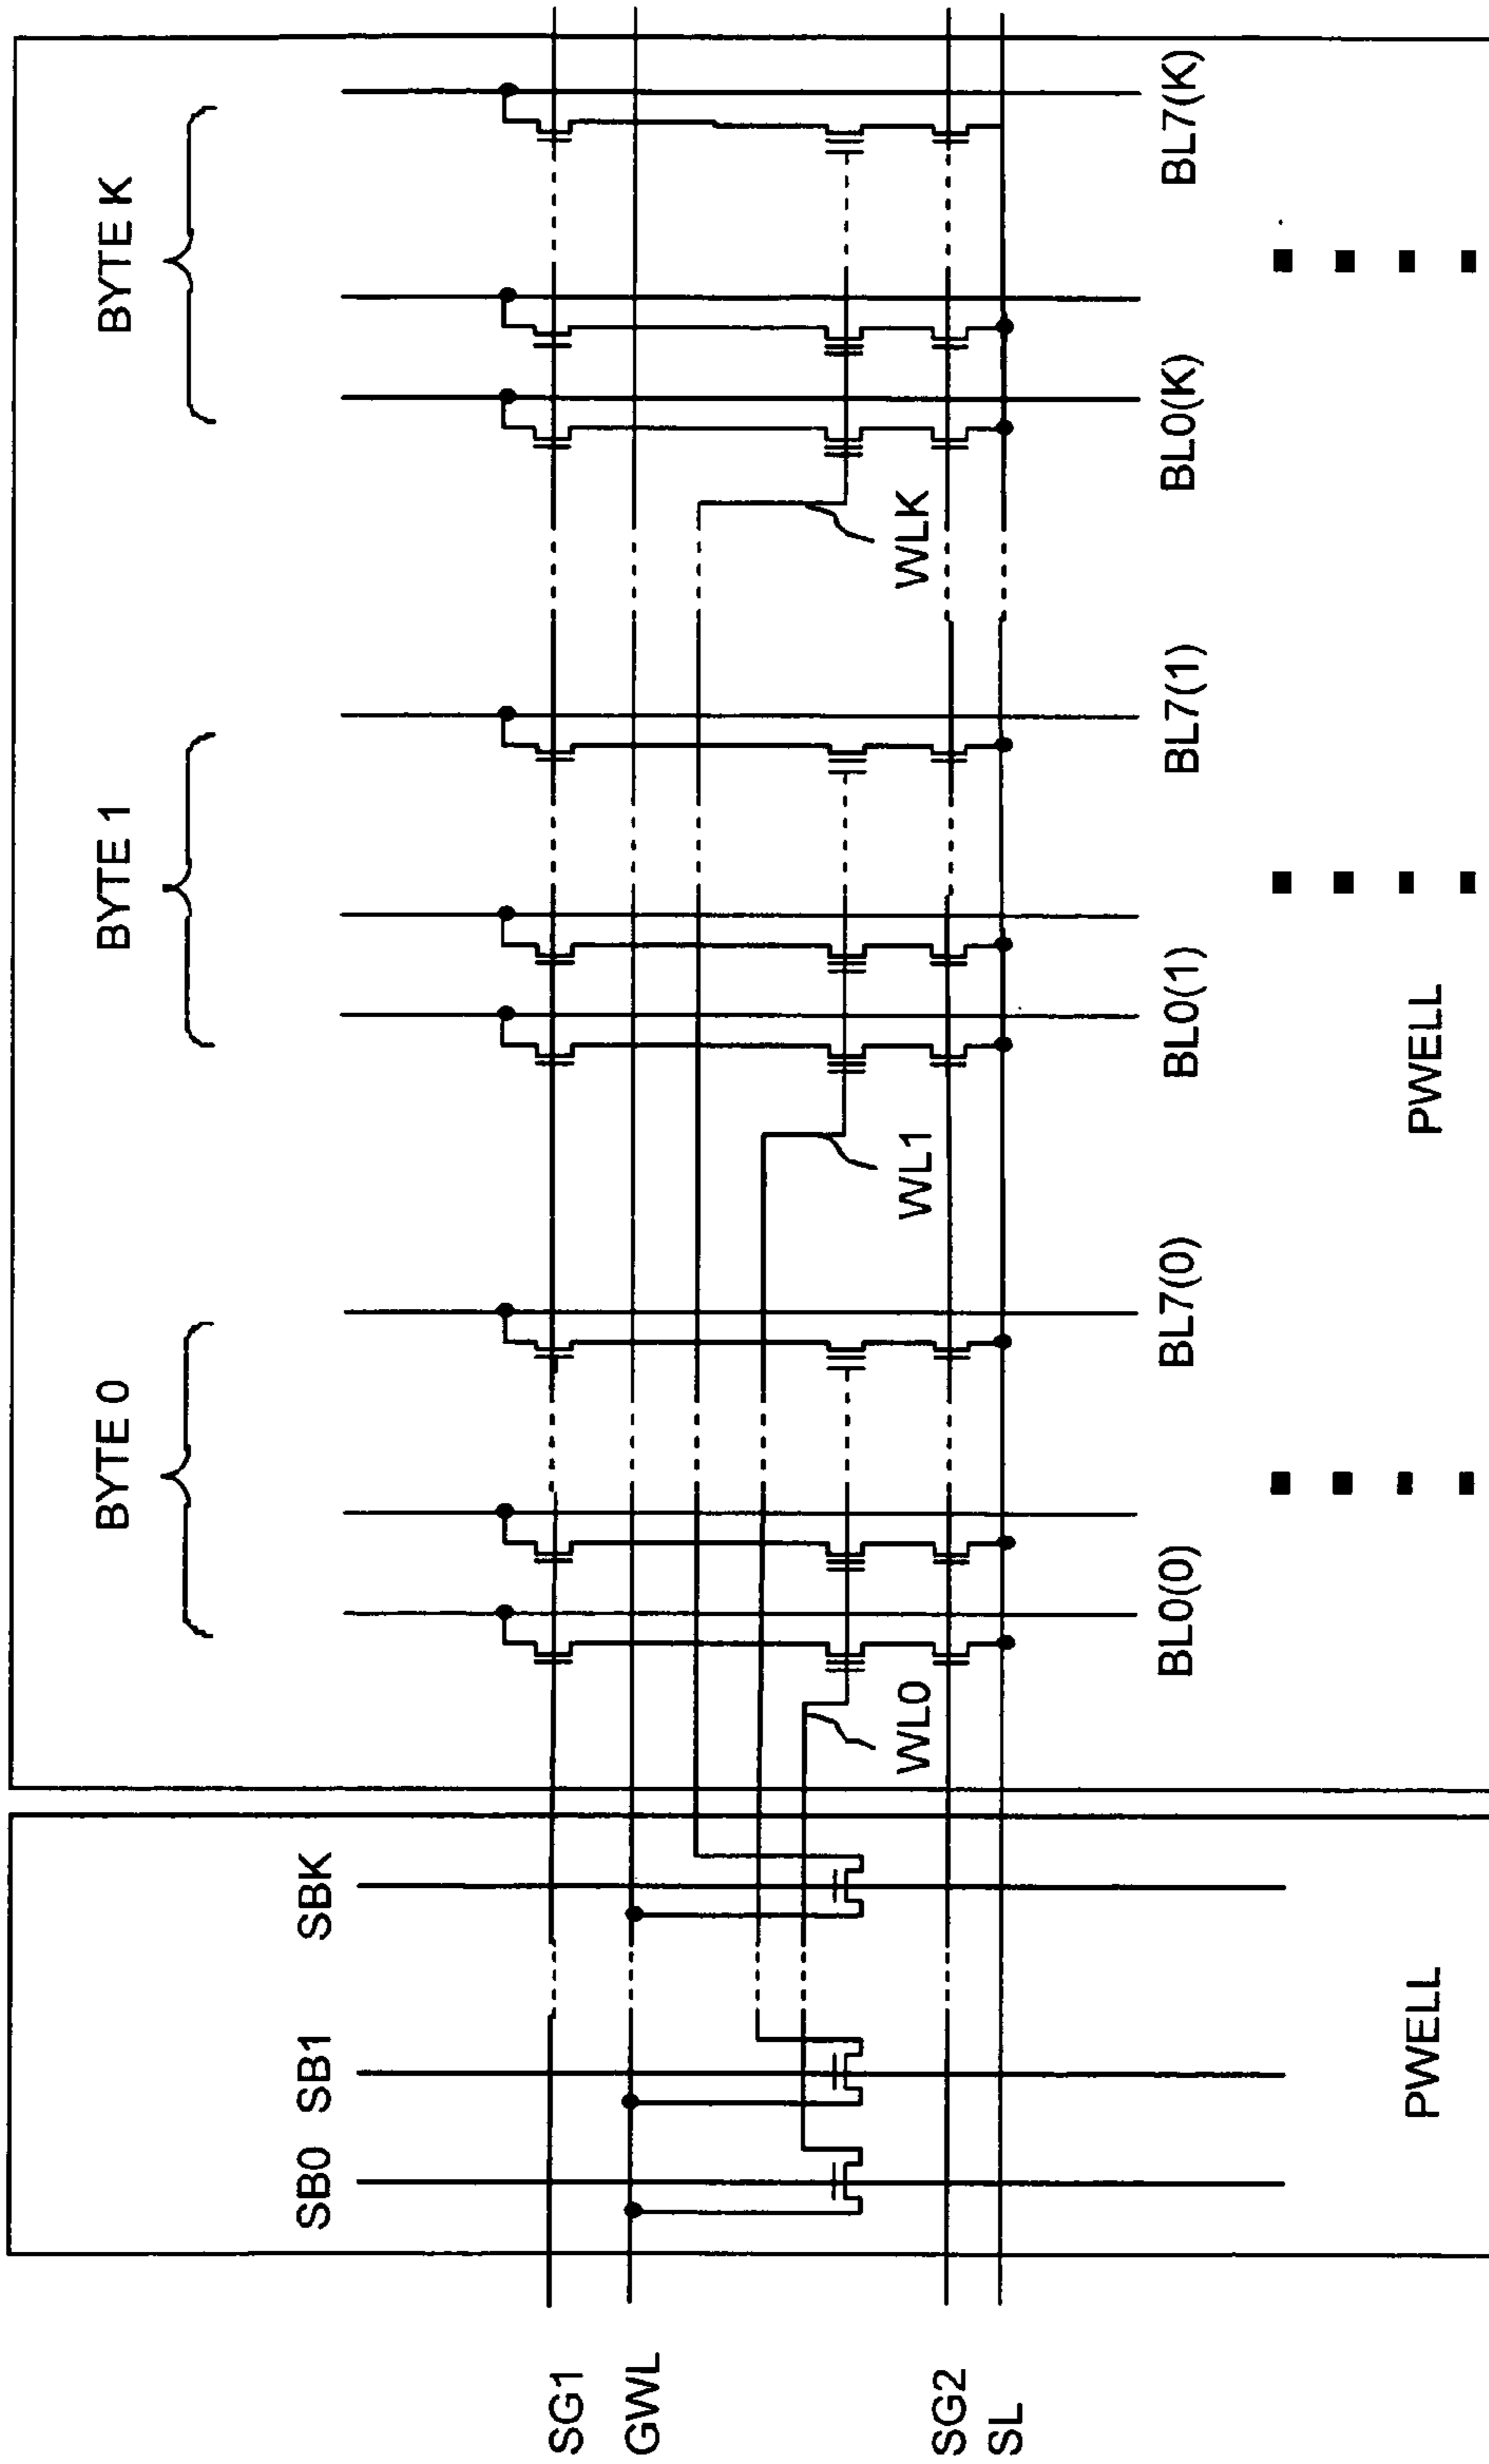 BYTE 0
BYTE 1
BYTE K
SB0
SB1
SBK
SG1
GWL
SG2
SL
WL0
WL1
WLK
BL0(0)
BL7(0)
BL0(1)
BL7(1)
BL0(K)
BL7(K)
PWELL
PWELL